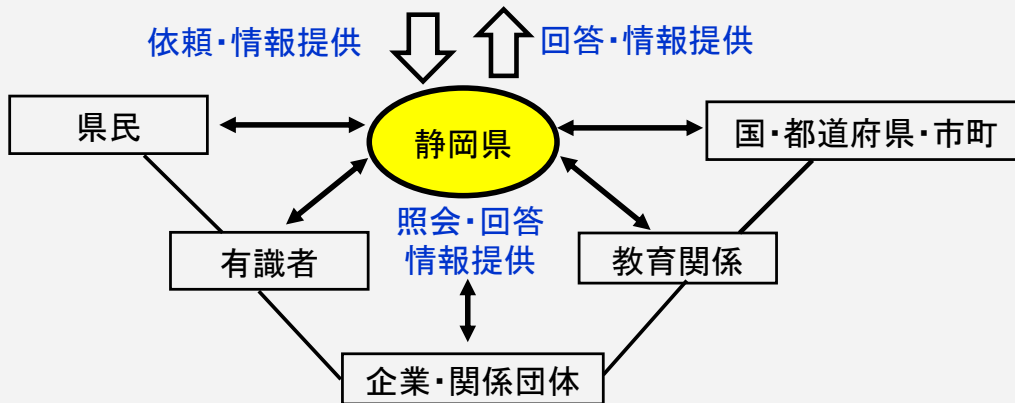 依頼・情報提供
回答・情報提供
県民
静岡県
国・都道府県・市町
照会・回答
情報提供
有識者
教育関係
企業・関係団体